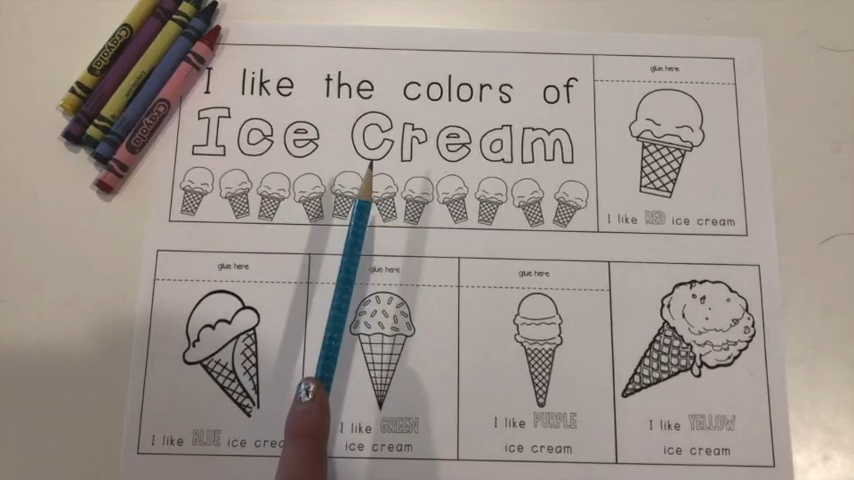 Crayola
Crayola
I like the colors of
Ice Cream
glue here
I like RED ice cream
glue here
I like BLUE ice crea
glue here
I like GREEN
ice cream
glue here
I like PURPLE
ice cream
I like YELLOW
ice cream